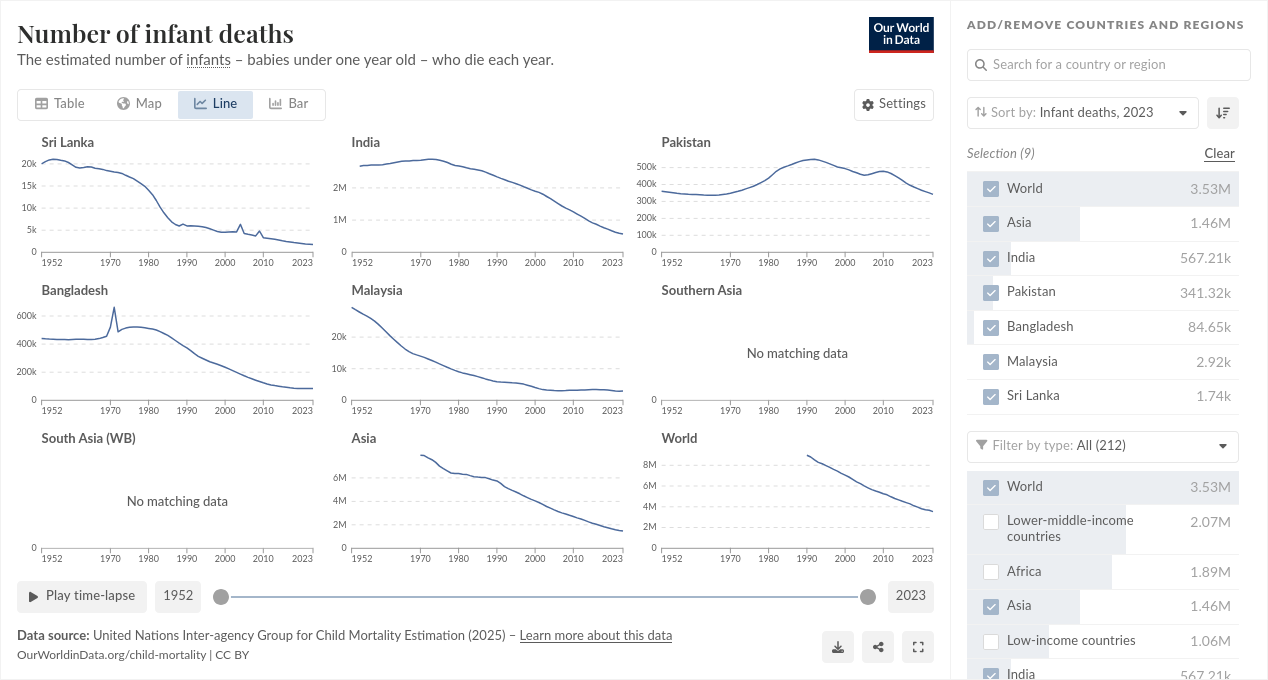 Number of infant deaths
The estimated number of infants – babies under one year old – who die each year.
Our World
in Data
Table
Map
Line
Bar
Settings
Sri Lanka
20k
15k
10k
5k
0
1952 1970 1980 1990 2000 2010 2023
India
2M
1M
0
1952 1970 1980 1990 2000 2010 2023
Pakistan
500k
400k
300k
200k
100k
0
1952 1970 1980 1990 2000 2010 2023
Bangladesh
600k
400k
200k
0
1952 1970 1980 1990 2000 2010 2023
Malaysia
20k
10k
0
1952 1970 1980 1990 2000 2010 2023
Southern Asia
No matching data
0
1952 1970 1980 1990 2000 2010 2023
South Asia (WB)
No matching data
0
1952 1970 1980 1990 2000 2010 2023
Asia
6M
4M
2M
0
1952 1970 1980 1990 2000 2010 2023
World
8M
6M
4M
2M
0
1952 1970 1980 1990 2000 2010 2023
Play time-lapse
1952
2023
Data source: United Nations Inter-agency Group for Child Mortality Estimation (2025) – Learn more about this data
OurWorldinData.org/child-mortality | CC BY
ADD/REMOVE COUNTRIES AND REGIONS
Search for a country or region
Sort by: Infant deaths, 2023
Selection (9)
Clear
World 3.53M
Asia 1.46M
India 567.21k
Pakistan 341.32k
Bangladesh 84.65k
Malaysia 2.92k
Sri Lanka 1.74k
Filter by type: All (212)
World 3.53M
Lower-middle-income 2.07M
countries
Africa 1.89M
Asia 1.46M
Low-income countries 1.06M
India 567.21k